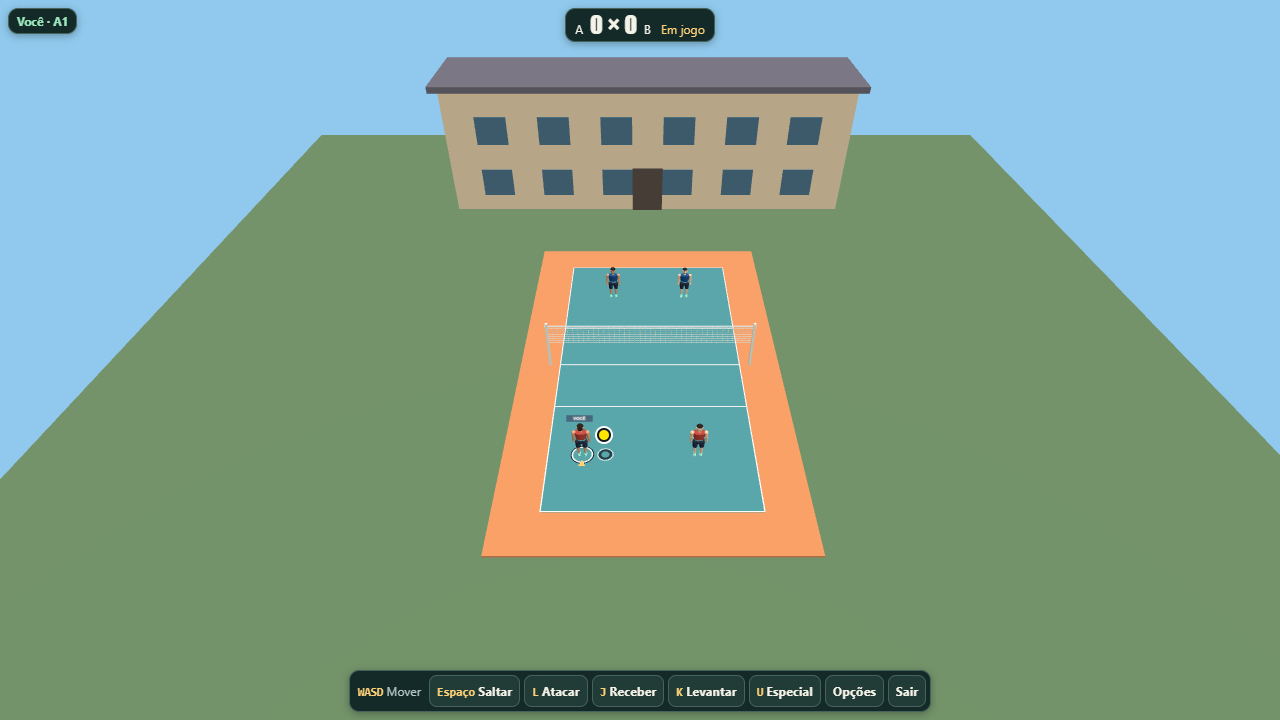 Você · A1
A 0 × 0 B Em jogo
VOCÊ
WASD Mover Espaço Saltar L Atacar J Receber K Levantar U Especial Opções Sair